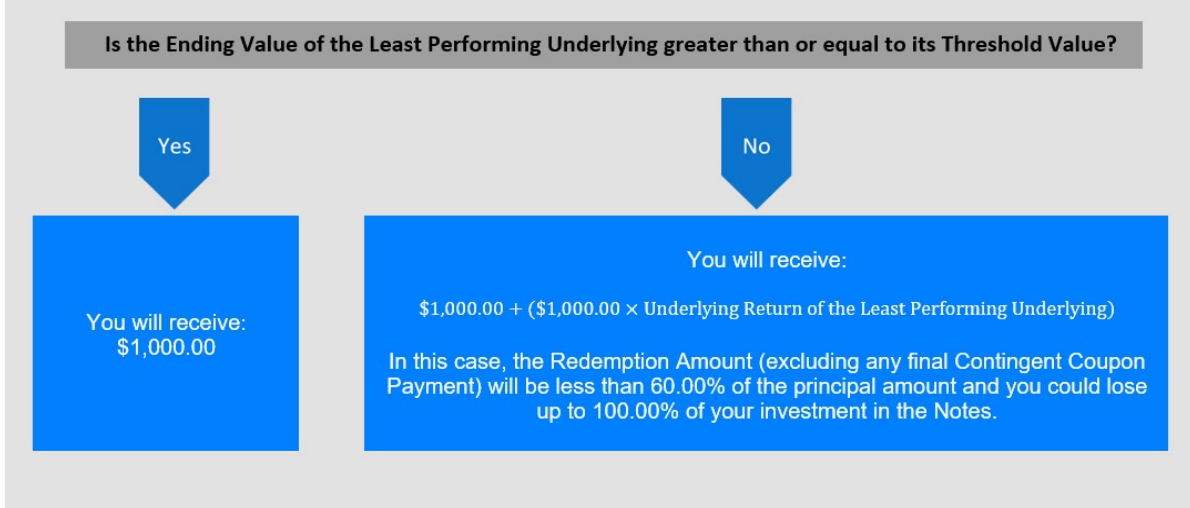 Is the Ending Value of the Least Performing Underlying greater than or equal to its Threshold Value?
Yes
No
You will receive:
$1,000.00
You will receive:
$1,000.00 + ($1,000.00 × Underlying Return of the Least Performing Underlying)
In this case, the Redemption Amount (excluding any final Contingent Coupon
Payment) will be less than 60.00% of the principal amount and you could lose
up to 100.00% of your investment in the Notes.